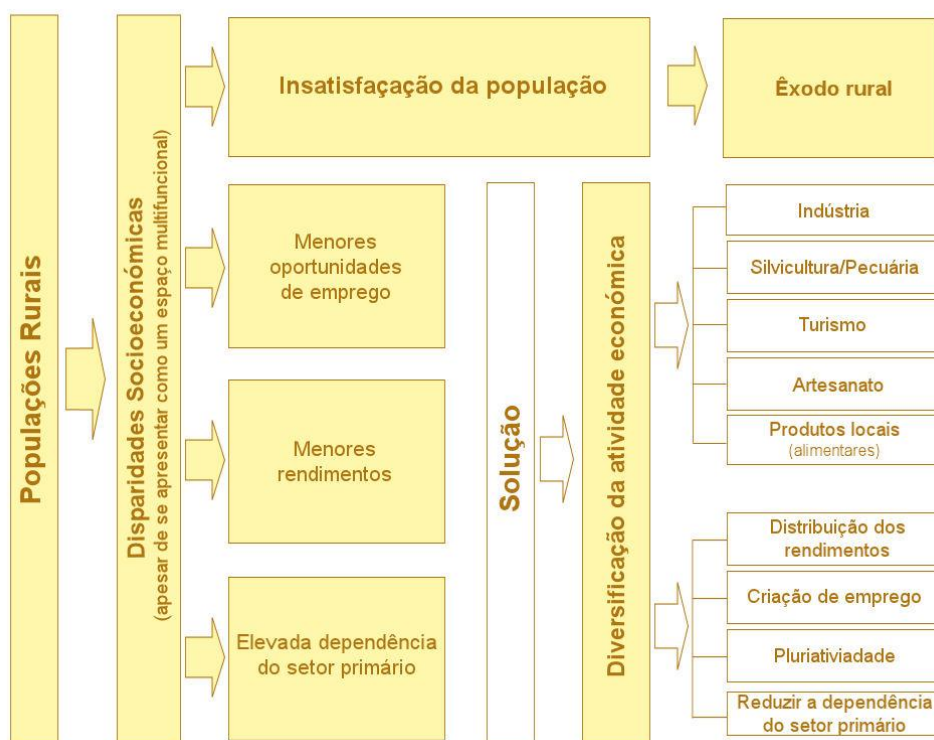 Populações Rurais
Disparidades Socioeconómicas
(apesar de se apresentar como um espaço multifuncional)
Insatisfaçação da população
Êxodo rural
Menores
oportunidades
de emprego
Menores
rendimentos
Elevada dependência
do setor primário
Solução
Diversificação da atividade económica
Indústria
Silvicultura/Pecuária
Turismo
Artesanato
Produtos locais
(alimentares)
Distribuição dos
rendimentos
Criação de emprego
Pluriativiadade
Reduzir a dependência
do setor primário